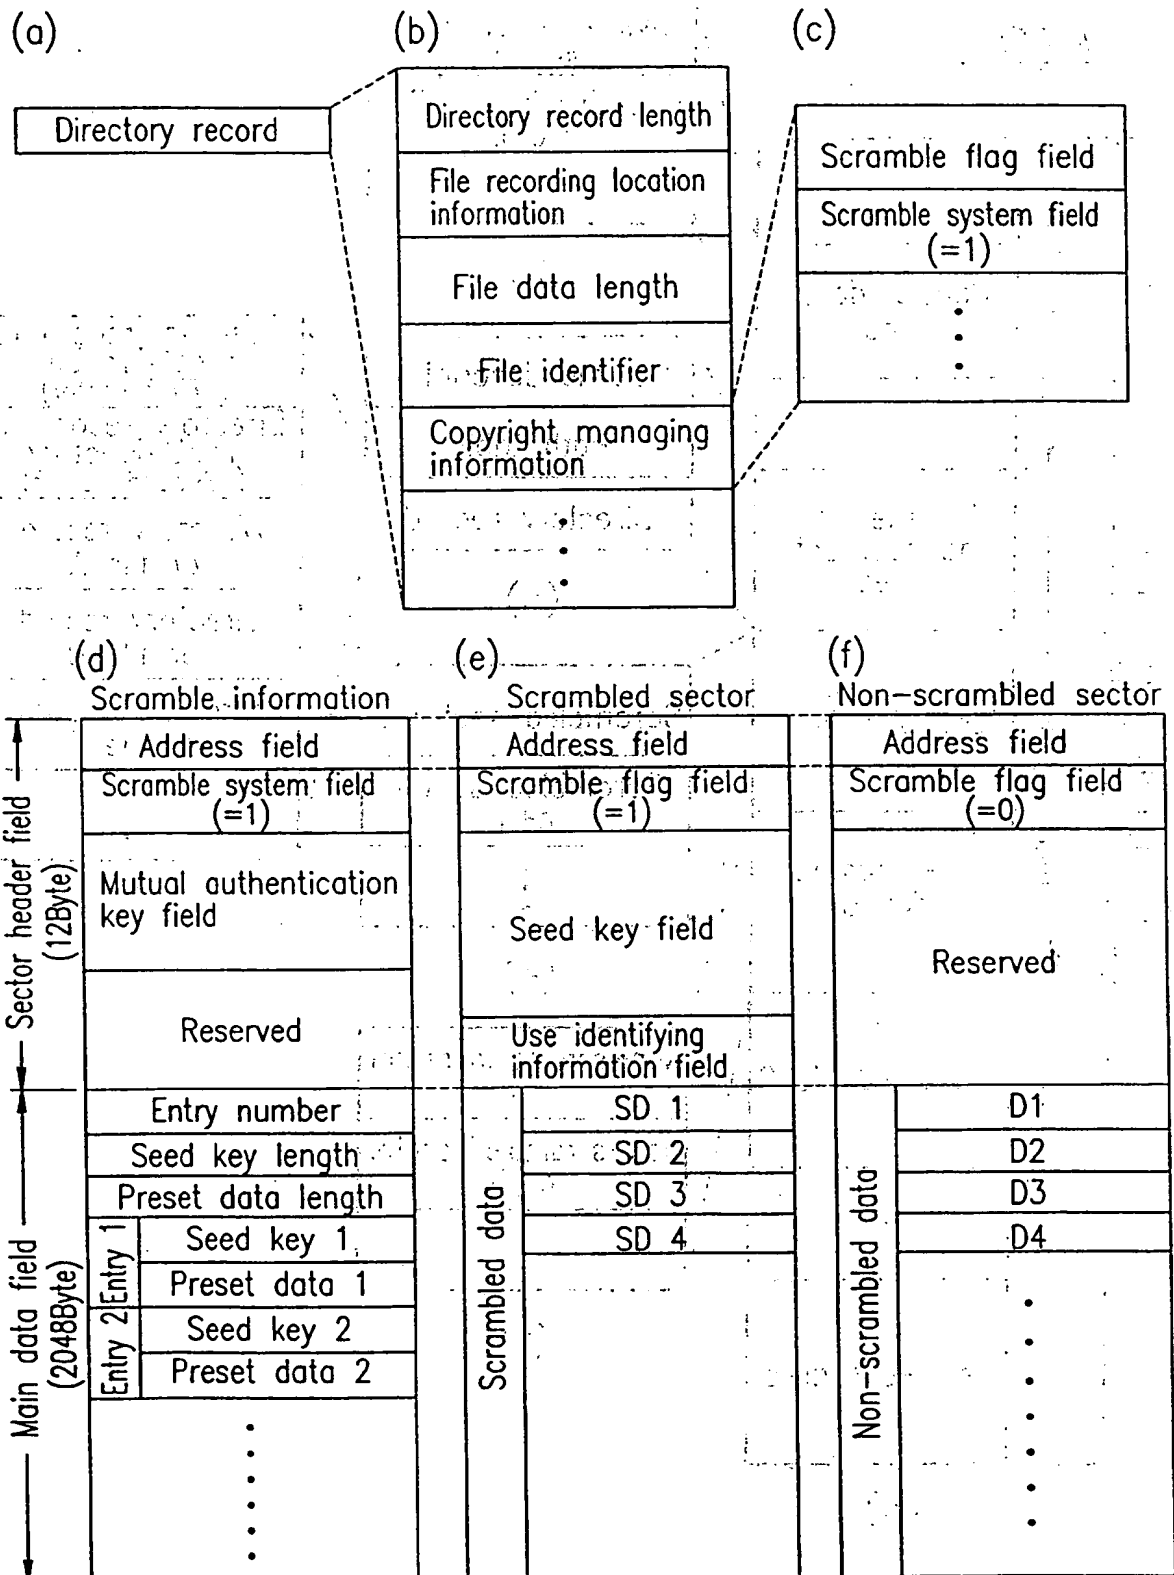 (a)
Directory record
(b)
Directory record length
File recording location
information
File data length
File identifier
Copyright managing
information
(c)
Scramble flag field
Scramble system field
(=1)
(d)
Scramble information
Sector header field
(12Byte)
Address field
Scramble system field
(=1)
Mutual authentication
key field
Reserved
Main data field
(2048Byte)
Entry number
Seed key length
Preset data length
Entry 1
Seed key 1
Preset data 1
Entry 2
Seed key 2
Preset data 2
(e)
Scrambled sector
Address field
Scramble flag field
(=1)
Seed key field
Use identifying
information field
Scrambled data
SD 1
SD 2
SD 3
SD 4
(f)
Non-scrambled sector
Address field
Scramble flag field
(=0)
Reserved
Non-scrambled data
D1
D2
D3
D4